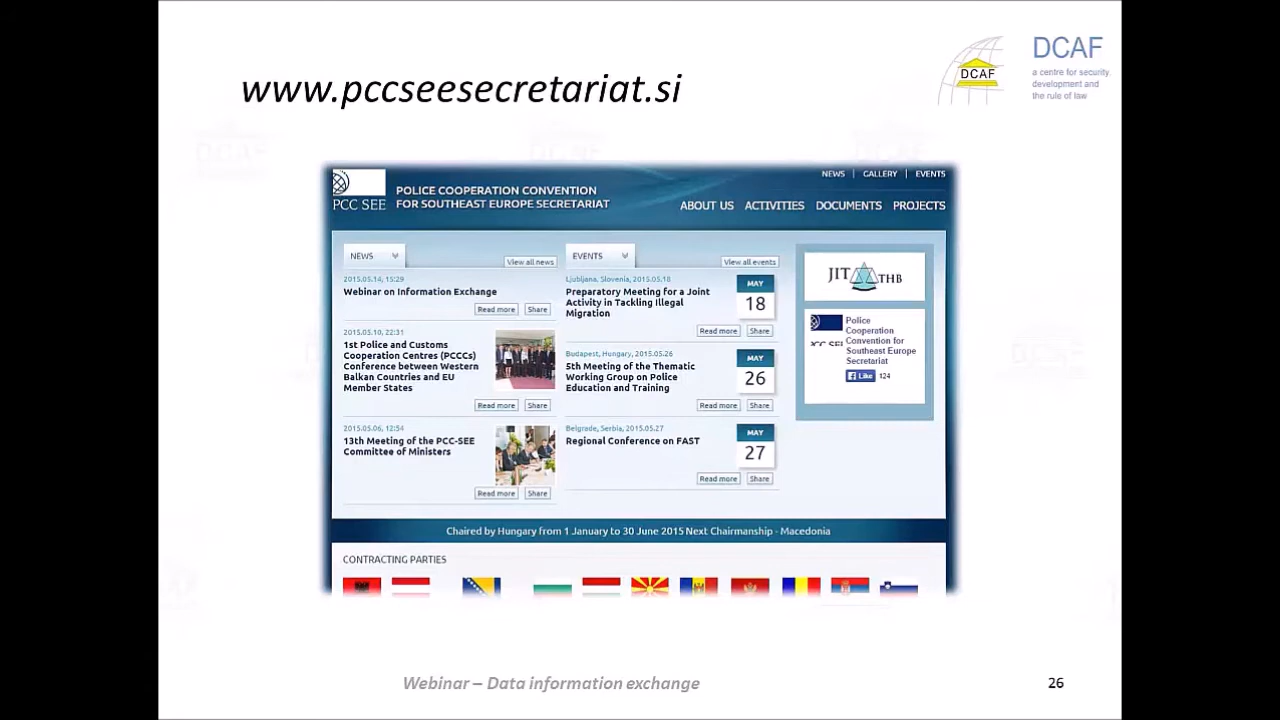 www.pccseesecretariat.si
DCAF
DCAF
a centre for security
development and
the rule of law
NEWS | GALLERY | EVENTS
PCC SEE
POLICE COOPERATION CONVENTION
FOR SOUTHEAST EUROPE SECRETARIAT
ABOUT US ACTIVITIES DOCUMENTS PROJECTS
NEWS
View all news
2015.05.14, 15:29
Webinar on Information Exchange
Read more Share
2015.05.10, 22:31
1st Police and Customs
Cooperation Centres (PCCCs)
Conference between Western
Balkan Countries and EU
Member States
Read more Share
2015.05.06, 12:54
13th Meeting of the PCC-SEE
Committee of Ministers
Read more Share
EVENTS
View all events
Ljubljana, Slovenia, 2015.05.18
Preparatory Meeting for a Joint
Activity in Tackling Illegal
Migration
MAY
18
Read more Share
Budapest, Hungary, 2015.05.26
5th Meeting of the Thematic
Working Group on Police
Education and Training
MAY
26
Read more Share
Belgrade, Serbia, 2015.05.27
Regional Conference on FAST
MAY
27
Read more Share
JIT THB
Police
Cooperation
Convention for
Southeast Europe
Secretariat
Like 124
Chaired by Hungary from 1 January to 30 June 2015 Next Chairmanship - Macedonia
CONTRACTING PARTIES
Webinar – Data information exchange
26